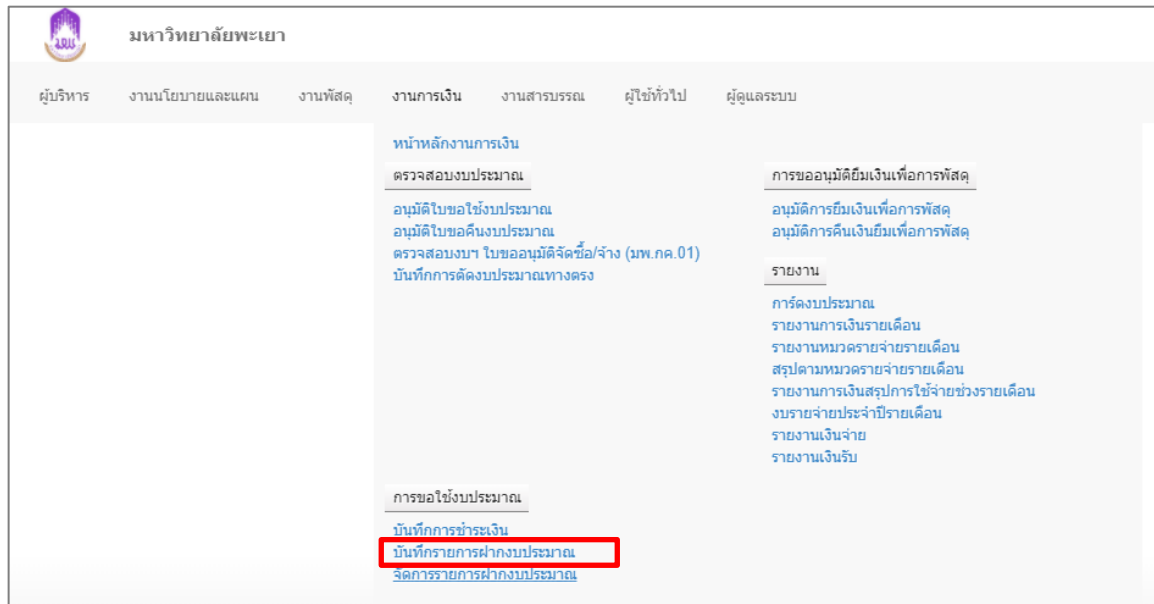 มหาวิทยาลัยพะเยา
ผู้บริหาร งานนโยบายและแผน งานพัสดุ งานการเงิน งานสารบรรณ ผู้ใช้ทั่วไป ผู้ดูแลระบบ
หน้าหลักงานการเงิน
ตรวจสอบงบประมาณ
อนุมัติใบขอใช้งบประมาณ
อนุมัติใบขอคืนงบประมาณ
ตรวจสอบงบฯ ใบขออนุมัติจัดซื้อ/จ้าง (มพ.กค.01)
บันทึกการตัดงบประมาณทางตรง
การขออนุมัติยืมเงินเพื่อการพัสดุ
อนุมัติการยืมเงินเพื่อการพัสดุ
อนุมัติการคืนเงินยืมเพื่อการพัสดุ
รายงาน
การ์ดงบประมาณ
รายงานการเงินรายเดือน
รายงานหมวดรายจ่ายรายเดือน
สรุปตามหมวดรายจ่ายรายเดือน
รายงานการเงินสรุปการใช้จ่ายช่วงรายเดือน
งบรายจ่ายประจำปีรายเดือน
รายงานเงินจ่าย
รายงานเงินรับ
การขอใช้งบประมาณ
บันทึกการชำระเงิน
บันทึกรายการฝากงบประมาณ
จัดการรายการฝากงบประมาณ